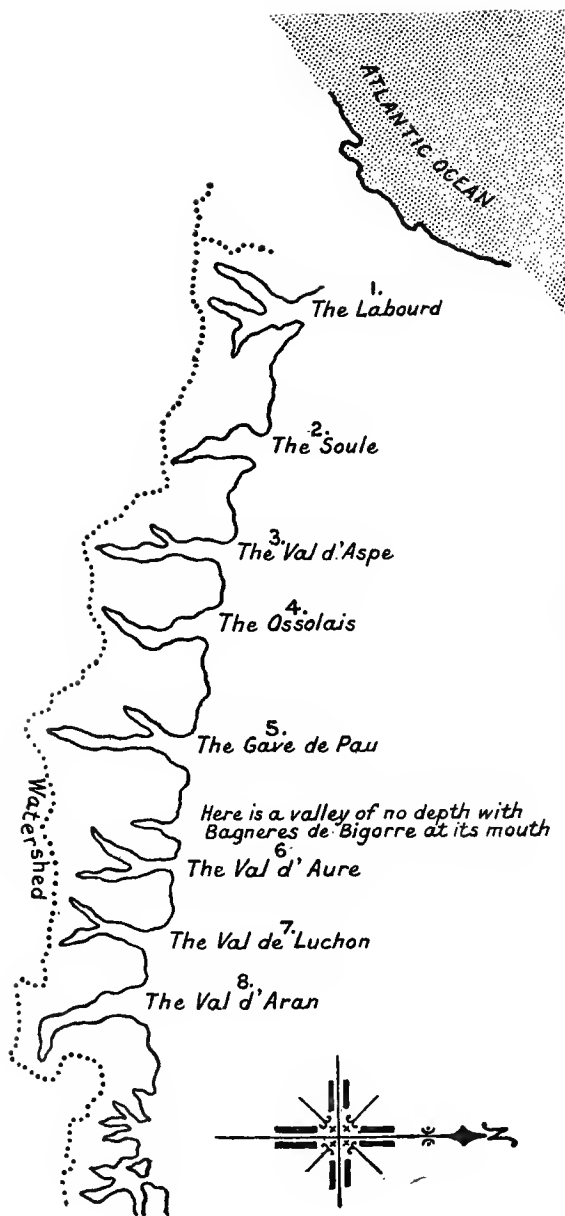 ATLANTIC OCEAN
1.
The Labourd
2.
The Soule
3.
The Val d'Aspe
4.
The Ossolais
5.
The Gave de Pau
Here is a valley of no depth with
Bagneres de Bigorre at its mouth
6.
The Val d' Aure
7.
The Val de Luchon
8.
The Val d'Aran
Watershed
N